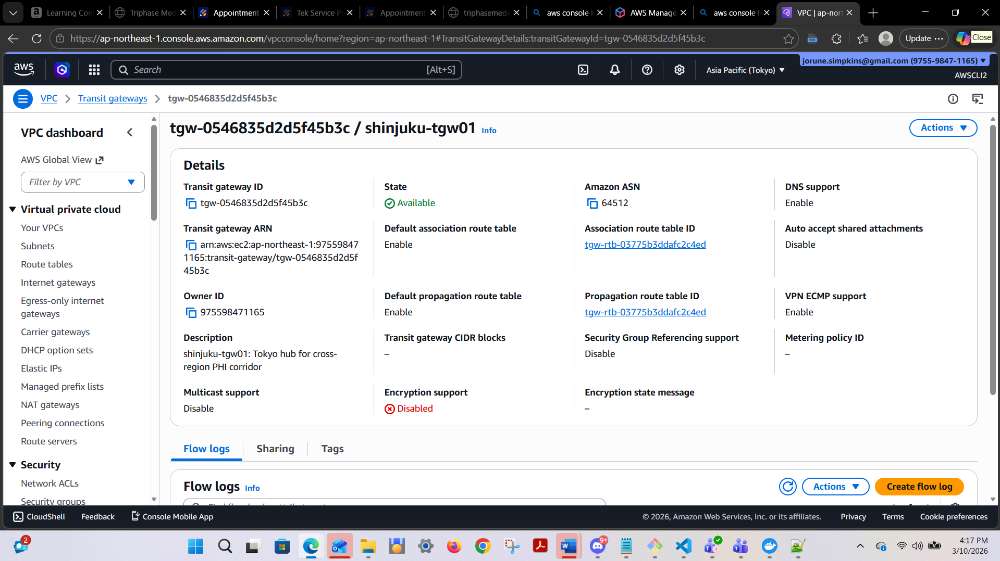 Learning Con
Triphase Med
Appointment
Tek Service Pr
Appointment
triphasemedi
aws console l
AWS Manage
aws console l
VPC | ap-nort
https://ap-northeast-1.console.aws.amazon.com/vpcconsole/home?region=ap-northeast-1#TransitGatewayDetails:transitGatewayId=tgw-0546835d2d5f45b3c
Update
Close
aws
Search
[Alt+S]
Asia Pacific (Tokyo)
jorune.simpkins@gmail.com (9755-9847-1165)
AWSCLI2
VPC
Transit gateways
tgw-0546835d2d5f45b3c
VPC dashboard
AWS Global View
Filter by VPC
Virtual private cloud
Your VPCs
Subnets
Route tables
Internet gateways
Egress-only internet
gateways
Carrier gateways
DHCP option sets
Elastic IPs
Managed prefix lists
NAT gateways
Peering connections
Route servers
Security
Network ACLs
Security groups
tgw-0546835d2d5f45b3c / shinjuku-tgw01 Info
Actions
Details
Transit gateway ID
tgw-0546835d2d5f45b3c
State
Available
Amazon ASN
64512
DNS support
Enable
Transit gateway ARN
arn:aws:ec2:ap-northeast-1:97559847
1165:transit-gateway/tgw-0546835d2d5f
45b3c
Default association route table
Enable
Association route table ID
tgw-rtb-03775b3ddafc2c4ed
Auto accept shared attachments
Disable
Owner ID
975598471165
Default propagation route table
Enable
Propagation route table ID
tgw-rtb-03775b3ddafc2c4ed
VPN ECMP support
Enable
Description
shinjuku-tgw01: Tokyo hub for cross-
region PHI corridor
Transit gateway CIDR blocks
–
Security Group Referencing support
Disable
Metering policy ID
–
Multicast support
Disable
Encryption support
Disabled
Encryption state message
–
Flow logs
Sharing
Tags
Flow logs Info
Actions
Create flow log
CloudShell
Feedback
Console Mobile App
© 2026, Amazon Web Services, Inc. or its affiliates.
Privacy
Terms
Cookie preferences
2
9+
4:17 PM
3/10/2026